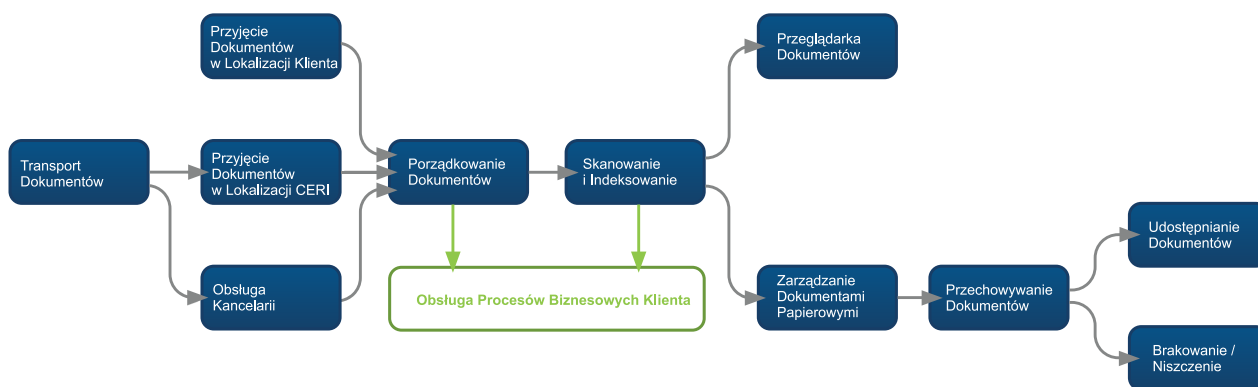 Przyjęcie
Dokumentów
w Lokalizacji Klienta
Przeglądarka
Dokumentów
Transport
Dokumentów
Przyjęcie
Dokumentów
w Lokalizacji CERI
Porządkowanie
Dokumentów
Skanowanie
i Indeksowanie
Udostępnianie
Dokumentów
Obsługa
Kancelarii
Obsługa Procesów Biznesowych Klienta
Zarządzanie
Dokumentami
Papierowymi
Przechowywanie
Dokumentów
Brakowanie /
Niszczenie